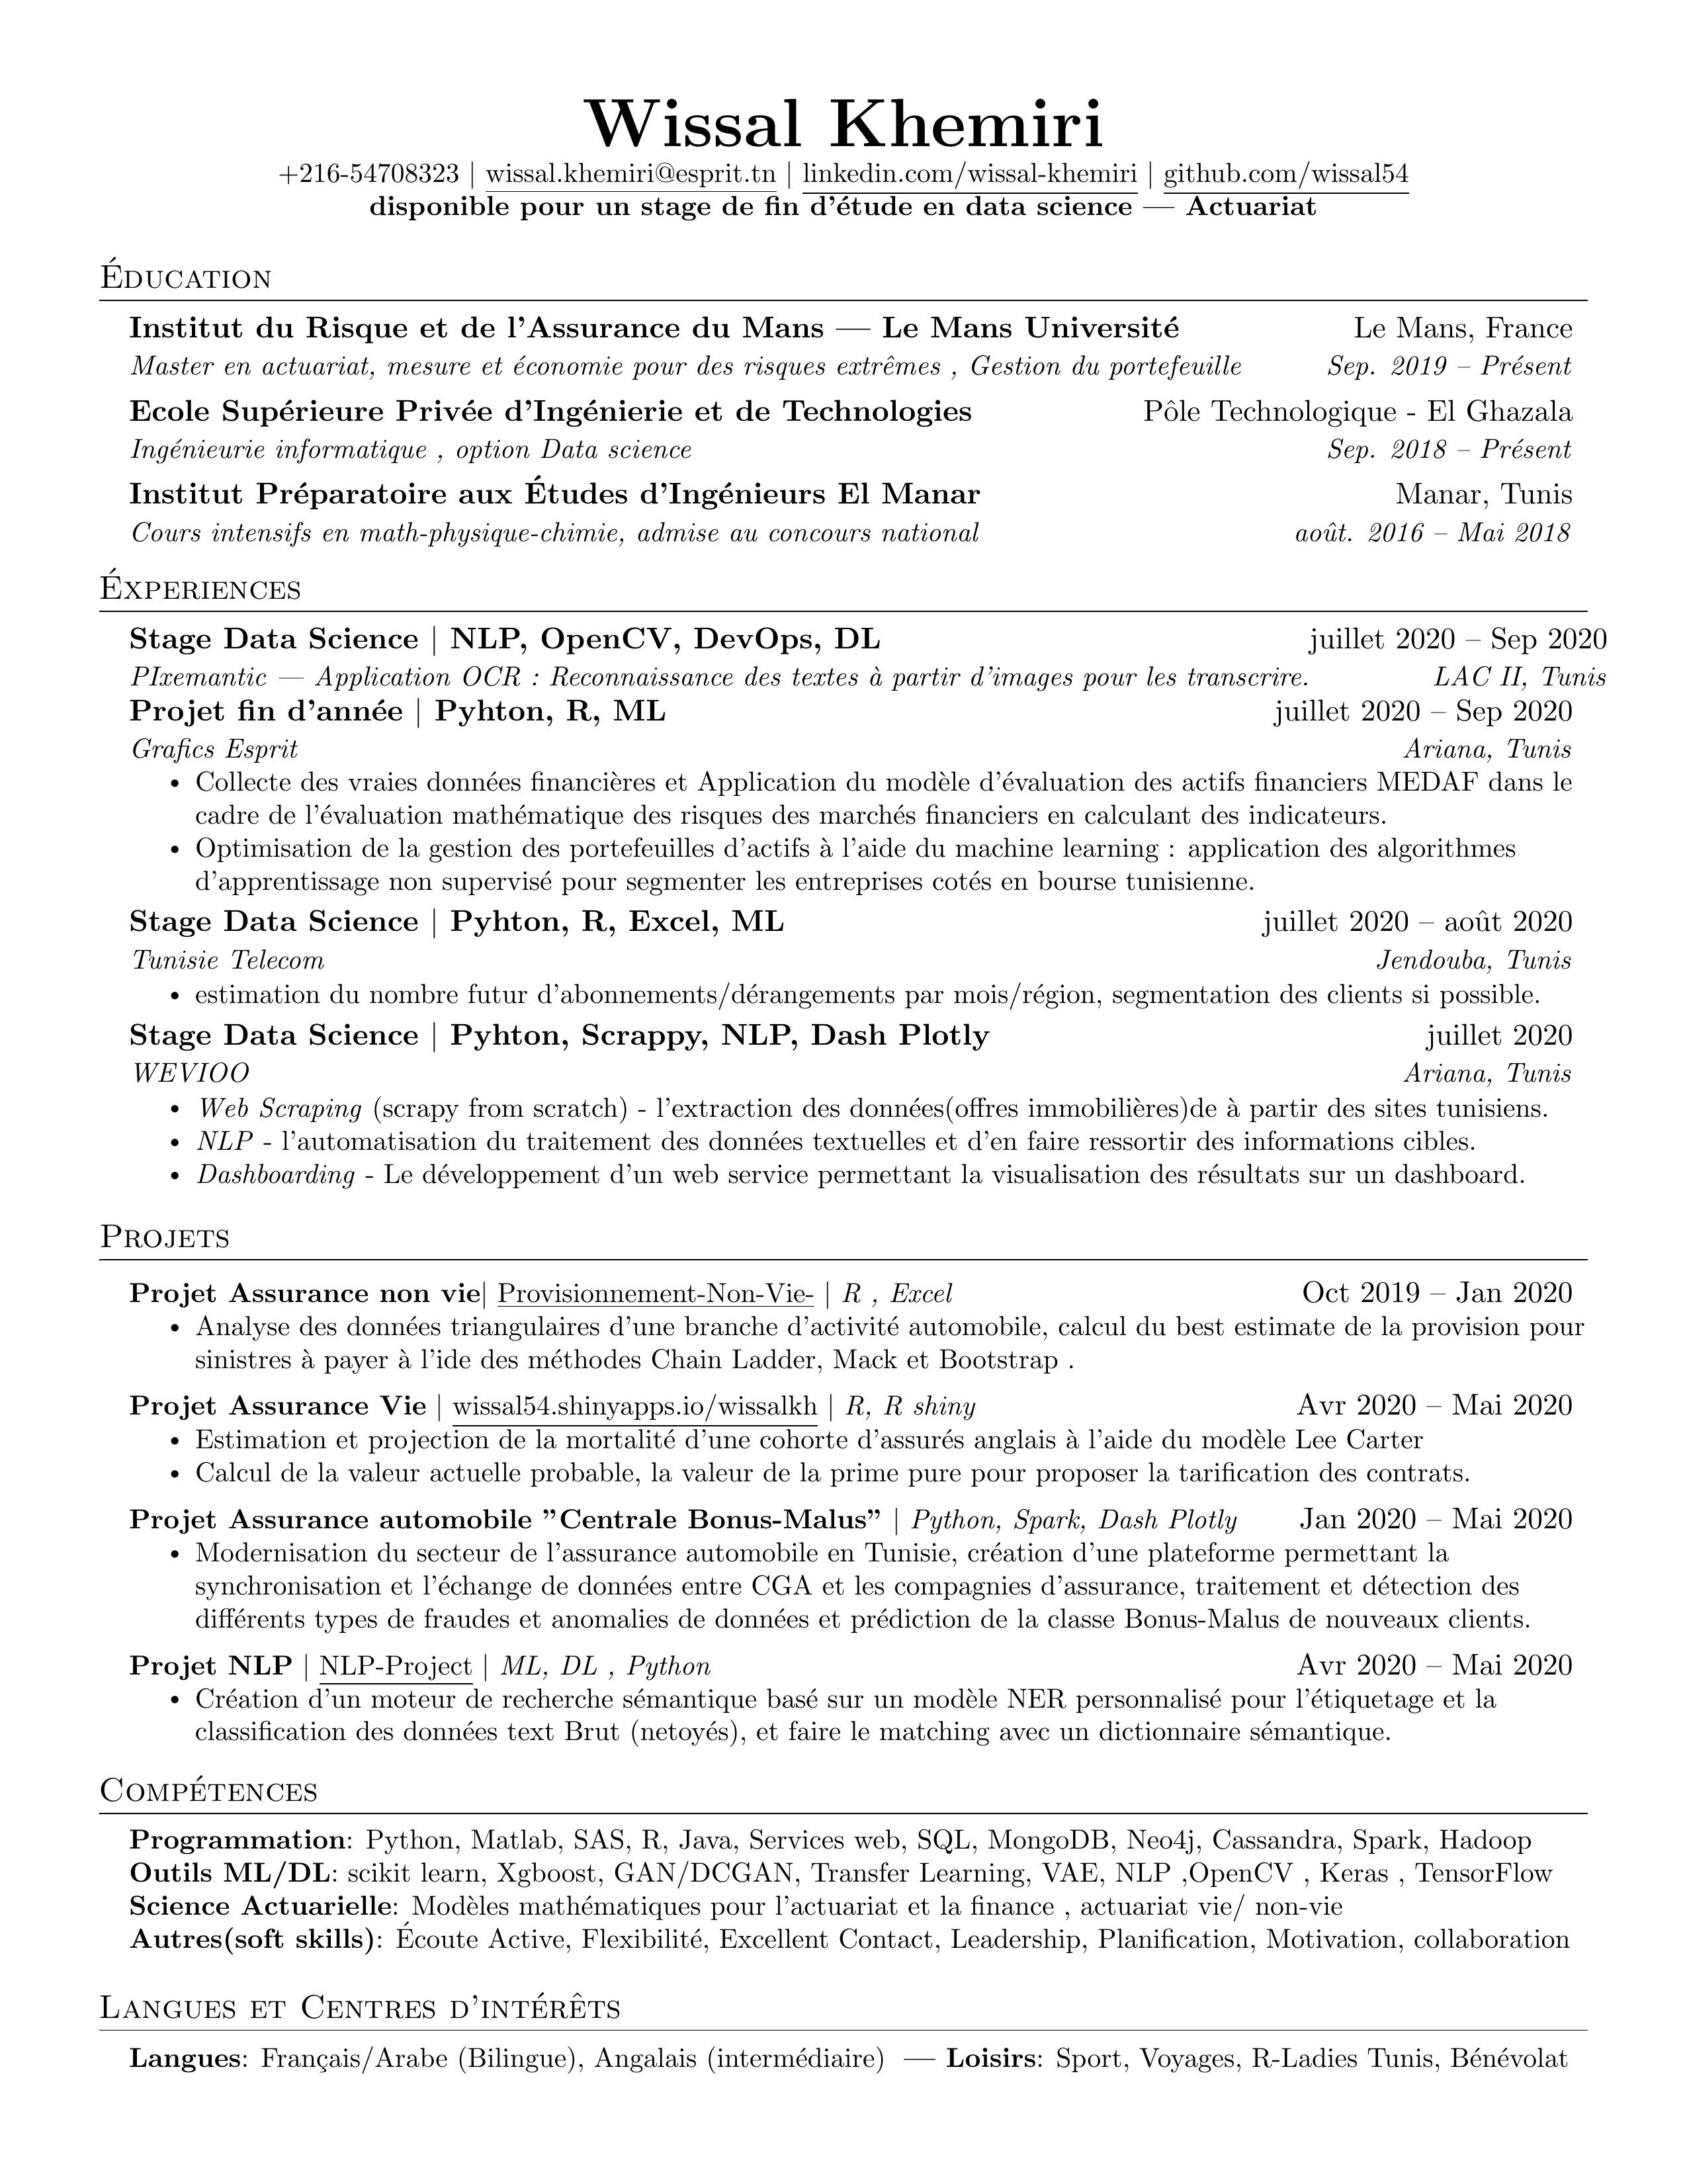 Wissal Khemiri
+216-54708323 | wissal.khemiri@esprit.tn | linkedin.com/wissal-khemiri | github.com/wissal54
disponible pour un stage de fin d'étude en data science — Actuariat
Éducation
Institut du Risque et de l'Assurance du Mans — Le Mans Université Le Mans, France
Master en actuariat, mesure et économie pour des risques extrêmes , Gestion du portefeuille Sep. 2019 – Présent
Ecole Supérieure Privée d'Ingénierie et de Technologies Pôle Technologique - El Ghazala
Ingénieurie informatique , option Data science Sep. 2018 – Présent
Institut Préparatoire aux Études d'Ingénieurs El Manar Manar, Tunis
Cours intensifs en math-physique-chimie, admise au concours national août. 2016 – Mai 2018
Éxperiences
Stage Data Science | NLP, OpenCV, DevOps, DL juillet 2020 – Sep 2020
PIxemantic — Application OCR : Reconnaissance des textes à partir d'images pour les transcrire. LAC II, Tunis
Projet fin d'année | Pyhton, R, ML juillet 2020 – Sep 2020
Grafics Esprit Ariana, Tunis
• Collecte des vraies données financières et Application du modèle d'évaluation des actifs financiers MEDAF dans le
cadre de l'évaluation mathématique des risques des marchés financiers en calculant des indicateurs.
• Optimisation de la gestion des portefeuilles d'actifs à l'aide du machine learning : application des algorithmes
d'apprentissage non supervisé pour segmenter les entreprises cotés en bourse tunisienne.
Stage Data Science | Pyhton, R, Excel, ML juillet 2020 – août 2020
Tunisie Telecom Jendouba, Tunis
• estimation du nombre futur d'abonnements/dérangements par mois/région, segmentation des clients si possible.
Stage Data Science | Pyhton, Scrappy, NLP, Dash Plotly juillet 2020
WEVIOO Ariana, Tunis
• Web Scraping (scrapy from scratch) - l'extraction des données(offres immobilières)de à partir des sites tunisiens.
• NLP - l'automatisation du traitement des données textuelles et d'en faire ressortir des informations cibles.
• Dashboarding - Le développement d'un web service permettant la visualisation des résultats sur un dashboard.
Projets
Projet Assurance non vie| Provisionnement-Non-Vie- | R , Excel Oct 2019 – Jan 2020
• Analyse des données triangulaires d'une branche d'activité automobile, calcul du best estimate de la provision pour
sinistres à payer à l'ide des méthodes Chain Ladder, Mack et Bootstrap .
Projet Assurance Vie | wissal54.shinyapps.io/wissalkh | R, R shiny Avr 2020 – Mai 2020
• Estimation et projection de la mortalité d'une cohorte d'assurés anglais à l'aide du modèle Lee Carter
• Calcul de la valeur actuelle probable, la valeur de la prime pure pour proposer la tarification des contrats.
Projet Assurance automobile "Centrale Bonus-Malus" | Python, Spark, Dash Plotly Jan 2020 – Mai 2020
• Modernisation du secteur de l'assurance automobile en Tunisie, création d'une plateforme permettant la
synchronisation et l'échange de données entre CGA et les compagnies d'assurance, traitement et détection des
différents types de fraudes et anomalies de données et prédiction de la classe Bonus-Malus de nouveaux clients.
Projet NLP | NLP-Project | ML, DL , Python Avr 2020 – Mai 2020
• Création d'un moteur de recherche sémantique basé sur un modèle NER personnalisé pour l'étiquetage et la
classification des données text Brut (netoyés), et faire le matching avec un dictionnaire sémantique.
Compétences
Programmation: Python, Matlab, SAS, R, Java, Services web, SQL, MongoDB, Neo4j, Cassandra, Spark, Hadoop
Outils ML/DL: scikit learn, Xgboost, GAN/DCGAN, Transfer Learning, VAE, NLP ,OpenCV , Keras , TensorFlow
Science Actuarielle: Modèles mathématiques pour l'actuariat et la finance , actuariat vie/ non-vie
Autres(soft skills): Écoute Active, Flexibilité, Excellent Contact, Leadership, Planification, Motivation, collaboration
Langues et Centres d'intérêts
Langues: Français/Arabe (Bilingue), Angalais (intermédiaire) — Loisirs: Sport, Voyages, R-Ladies Tunis, Bénévolat